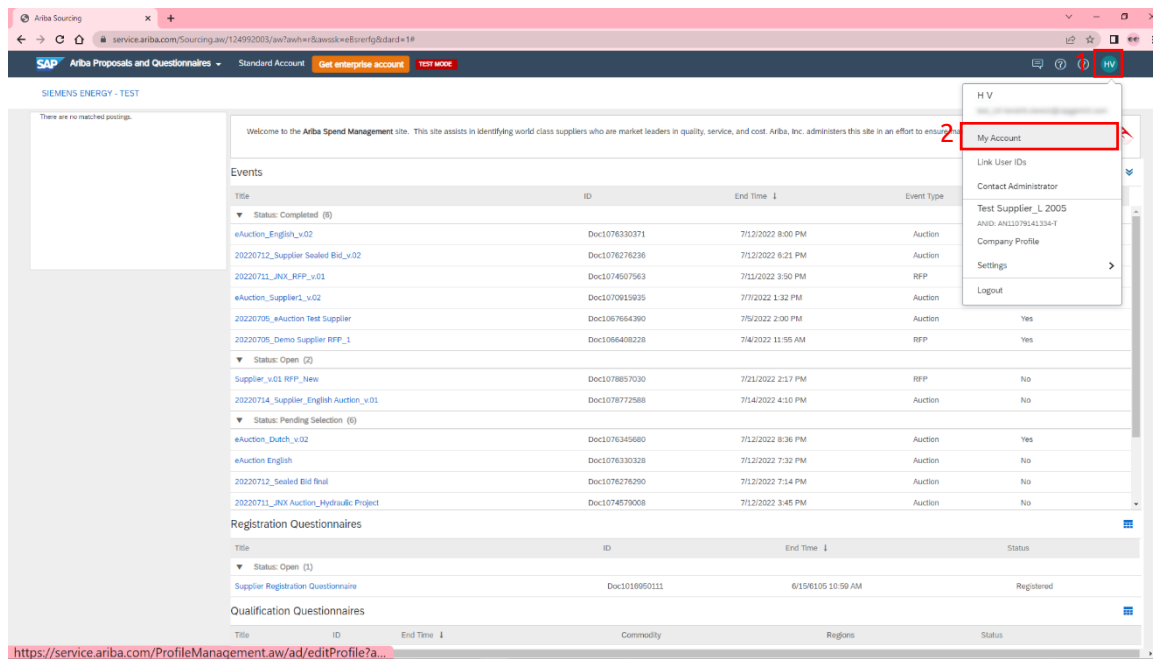 Ariba Sourcing
service.ariba.com/Sourcing.aw/124992003/aw?awh=r&awssk=eBsrerfg&dard=1#
SAP Ariba Proposals and Questionnaires Standard Account Get enterprise account TEST MODE 1 HV
SIEMENS ENERGY - TEST
H V
There are no matched postings.
Welcome to the Ariba Spend Management site. This site assists in identifying world class suppliers who are market leaders in quality, service, and cost. Ariba, Inc. administers this site in an effort to ensure
2 My Account
Link User IDs
Contact Administrator
Test Supplier_L 2005
ANID: AN11079141334-T
Company Profile
Settings
Logout
Events
Title ID End Time Event Type
Status: Completed (6)
eAuction_English_v.02 Doc1076330371 7/12/2022 8:00 PM Auction
20220712_Supplier Sealed Bid_v.02 Doc1076276236 7/12/2022 6:21 PM Auction
20220711_JNX_RFP_v.01 Doc1074507563 7/11/2022 3:50 PM RFP
eAuction_Supplier1_v.02 Doc1070915935 7/7/2022 1:32 PM Auction
20220705_eAuction Test Supplier Doc1067664390 7/5/2022 2:00 PM Auction Yes
20220705_Demo Supplier RFP_1 Doc1066408228 7/4/2022 11:55 AM RFP Yes
Status: Open (2)
Supplier_v.01 RFP_New Doc1078857030 7/21/2022 2:17 PM RFP No
20220714_Supplier_English Auction_v.01 Doc1078772588 7/14/2022 4:10 PM Auction No
Status: Pending Selection (6)
eAuction_Dutch_v.02 Doc1076345680 7/12/2022 8:36 PM Auction Yes
eAuction English Doc1076330328 7/12/2022 7:32 PM Auction No
20220712_Sealed Bid final Doc1076276290 7/12/2022 7:14 PM Auction No
20220711_JNX Auction_Hydraulic Project Doc1074579008 7/12/2022 3:45 PM Auction No
Registration Questionnaires
Title ID End Time Status
Status: Open (1)
Supplier Registration Questionnaire Doc1016950111 6/15/6105 10:59 AM Registered
Qualification Questionnaires
Title ID End Time Commodity Regions Status
https://service.ariba.com/ProfileManagement.aw/ad/editProfile?a...